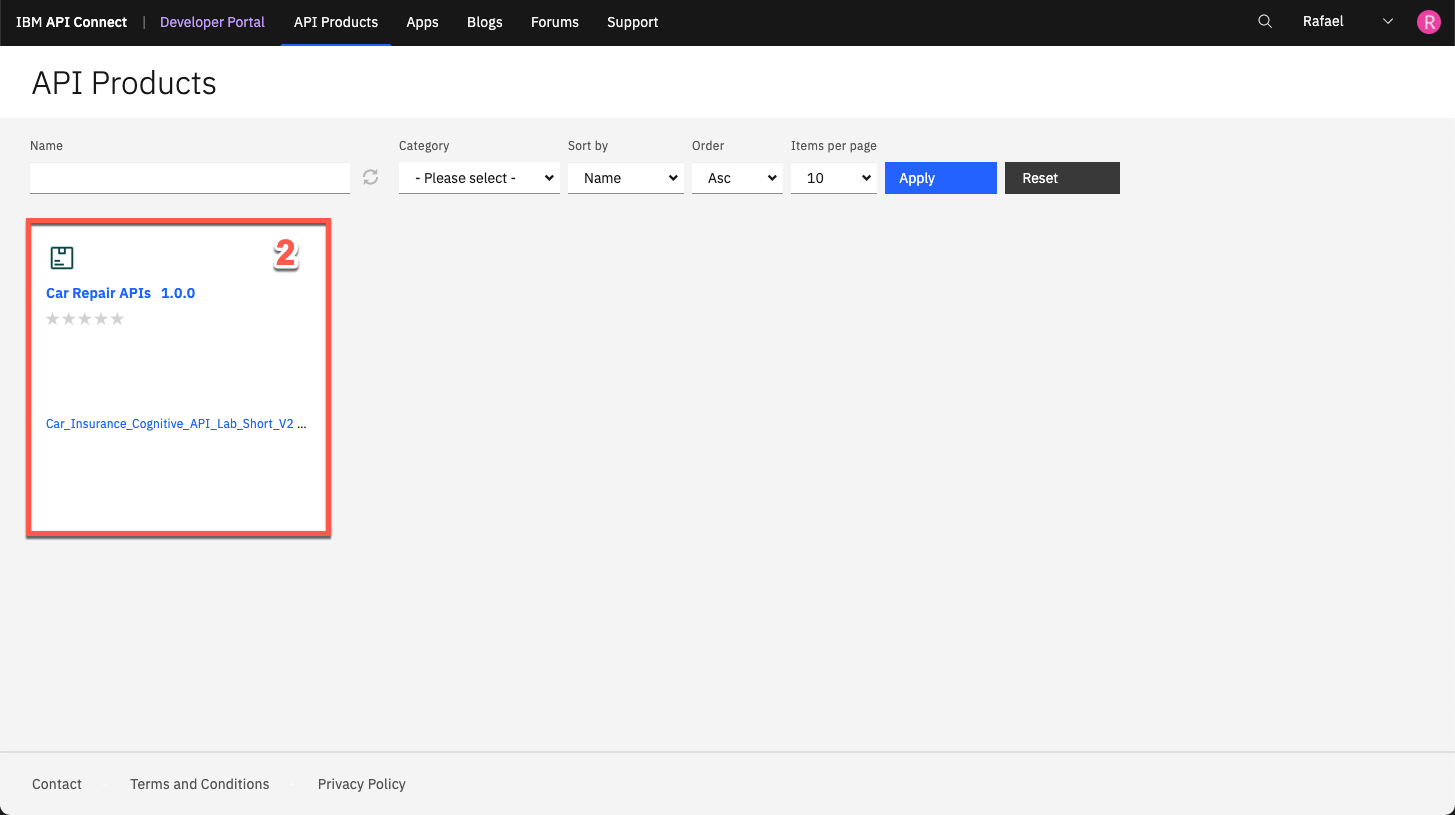 IBM API Connect | Developer Portal API Products Apps Blogs Forums Support Rafael R
API Products
Name Category Sort by Order Items per page
- Please select - Name Asc 10 Apply Reset
2
Car Repair APIs 1.0.0
Car_Insurance_Cognitive_API_Lab_Short_V2 ...
Contact Terms and Conditions Privacy Policy